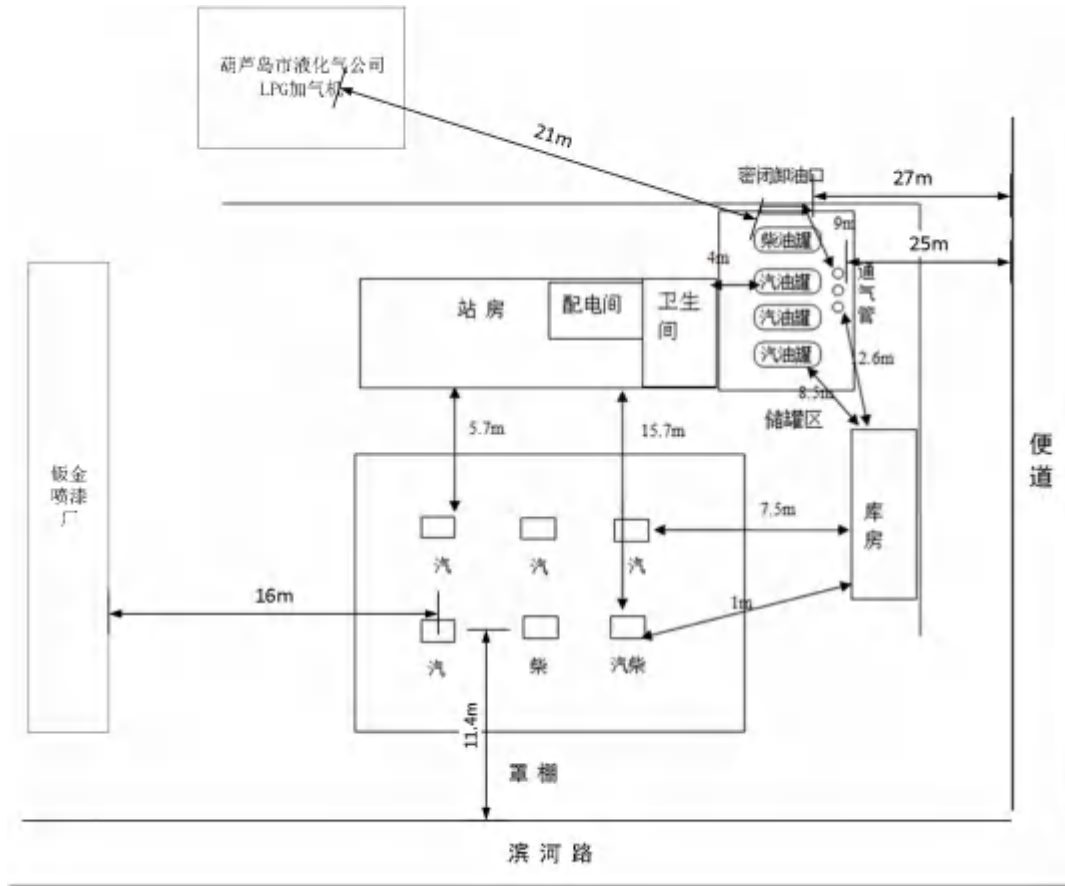 葫芦岛市液化气公司
LPG加气机
21m
密闭卸油口
27m
9m
25m
柴油罐
4m
汽油罐
通气管
站房
配电间
卫生
间
汽油罐
汽油罐
2.6m
8.5m
储罐区
5.7m
15.7m
便道
钣金
喷漆
厂
7.5m
库房
汽
汽
汽
16m
1m
汽
柴
汽柴
11.4m
罩棚
滨河路